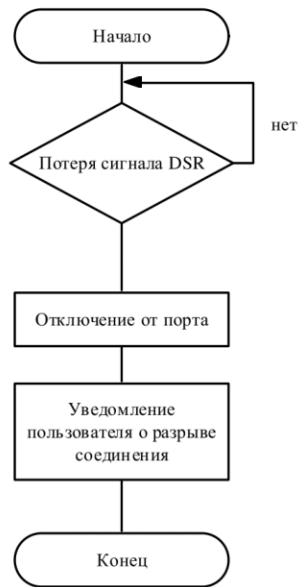 Начало
нет
Потеря сигнала DSR
Отключение от порта
Уведомление
пользователя о разрыве
соединения
Конец